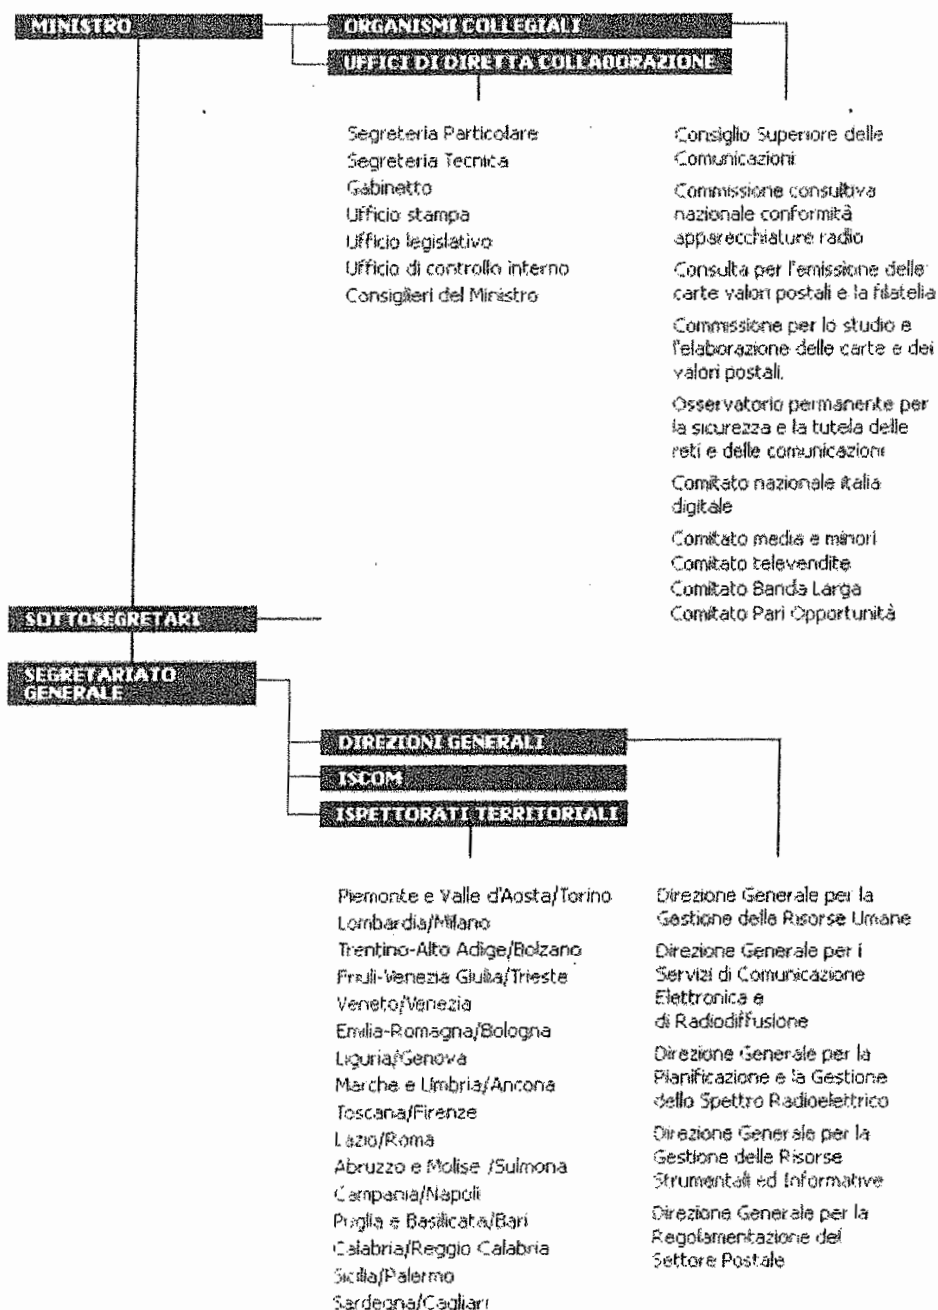 MINISTRO
ORGANISMI COLLEGIALI
UFFICI DI DIRETTA COLLABORAZIONE
Segreteria Particolare
Segreteria Tecnica
Gabinetto
Ufficio stampa
Ufficio legislativo
Ufficio di controllo interno
Consiglieri del Ministro
Consiglio Superiore delle
Comunicazioni
Commissione consultiva
nazionale conformità
apparecchiature radio
Consulta per l'emissione delle
carte valori postali e la filatelia
Commissione per lo studio e
l'elaborazione delle carte e dei
valori postali.
Osservatorio permanente per
la sicurezza e la tutela delle
reti e delle comunicazioni
Comitato nazionale italia
digitale
Comitato media e minori
Comitato televendite
Comitato Banda Larga
Comitato Pari Opportunità
SOTTOSEGRETARI
SEGRETARIATO
GENERALE
DIREZIONI GENERALI
ISCOM
ISPETTORATI TERRITORIALI
Piemonte e Valle d'Aosta/Torino
Lombardia/Milano
Trentino-Alto Adige/Bolzano
Friuli-Venezia Giulia/Trieste
Veneto/Venezia
Emilia-Romagna/Bologna
Liguria/Genova
Marche e Umbria/Ancona
Toscana/Firenze
Lazio/Roma
Abruzzo e Molise /Sulmona
Campania/Napoli
Puglia e Basilicata/Bari
Calabria/Reggio Calabria
Sicilia/Palermo
Sardegna/Cagliari
Direzione Generale per la
Gestione delle Risorse Umane
Direzione Generale per i
Servizi di Comunicazione
Elettronica e
di Radiodiffusione
Direzione Generale per la
Pianificazione e la Gestione
dello Spettro Radioelettrico
Direzione Generale per la
Gestione delle Risorse
Strumentali ed Informative
Direzione Generale per la
Regolamentazione del
Settore Postale